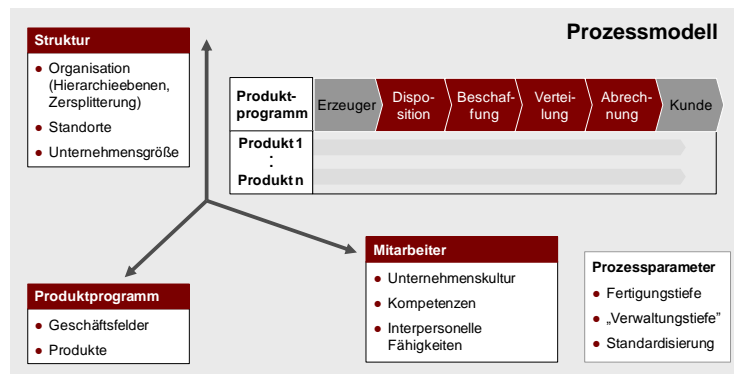 Prozessmodell
Struktur
● Organisation
(Hierarchieebenen,
Zersplitterung)
● Standorte
● Unternehmensgröße
Produkt-
programm
Erzeuger
Dispo-
sition
Beschaf-
fung
Vertei-
lung
Abrech-
nung
Kunde
Produkt 1
:
Produkt n
Produktprogramm
● Geschäftsfelder
● Produkte
Mitarbeiter
● Unternehmenskultur
● Kompetenzen
● Interpersonelle
Fähigkeiten
Prozessparameter
● Fertigungstiefe
● „Verwaltungstiefe”
● Standardisierung